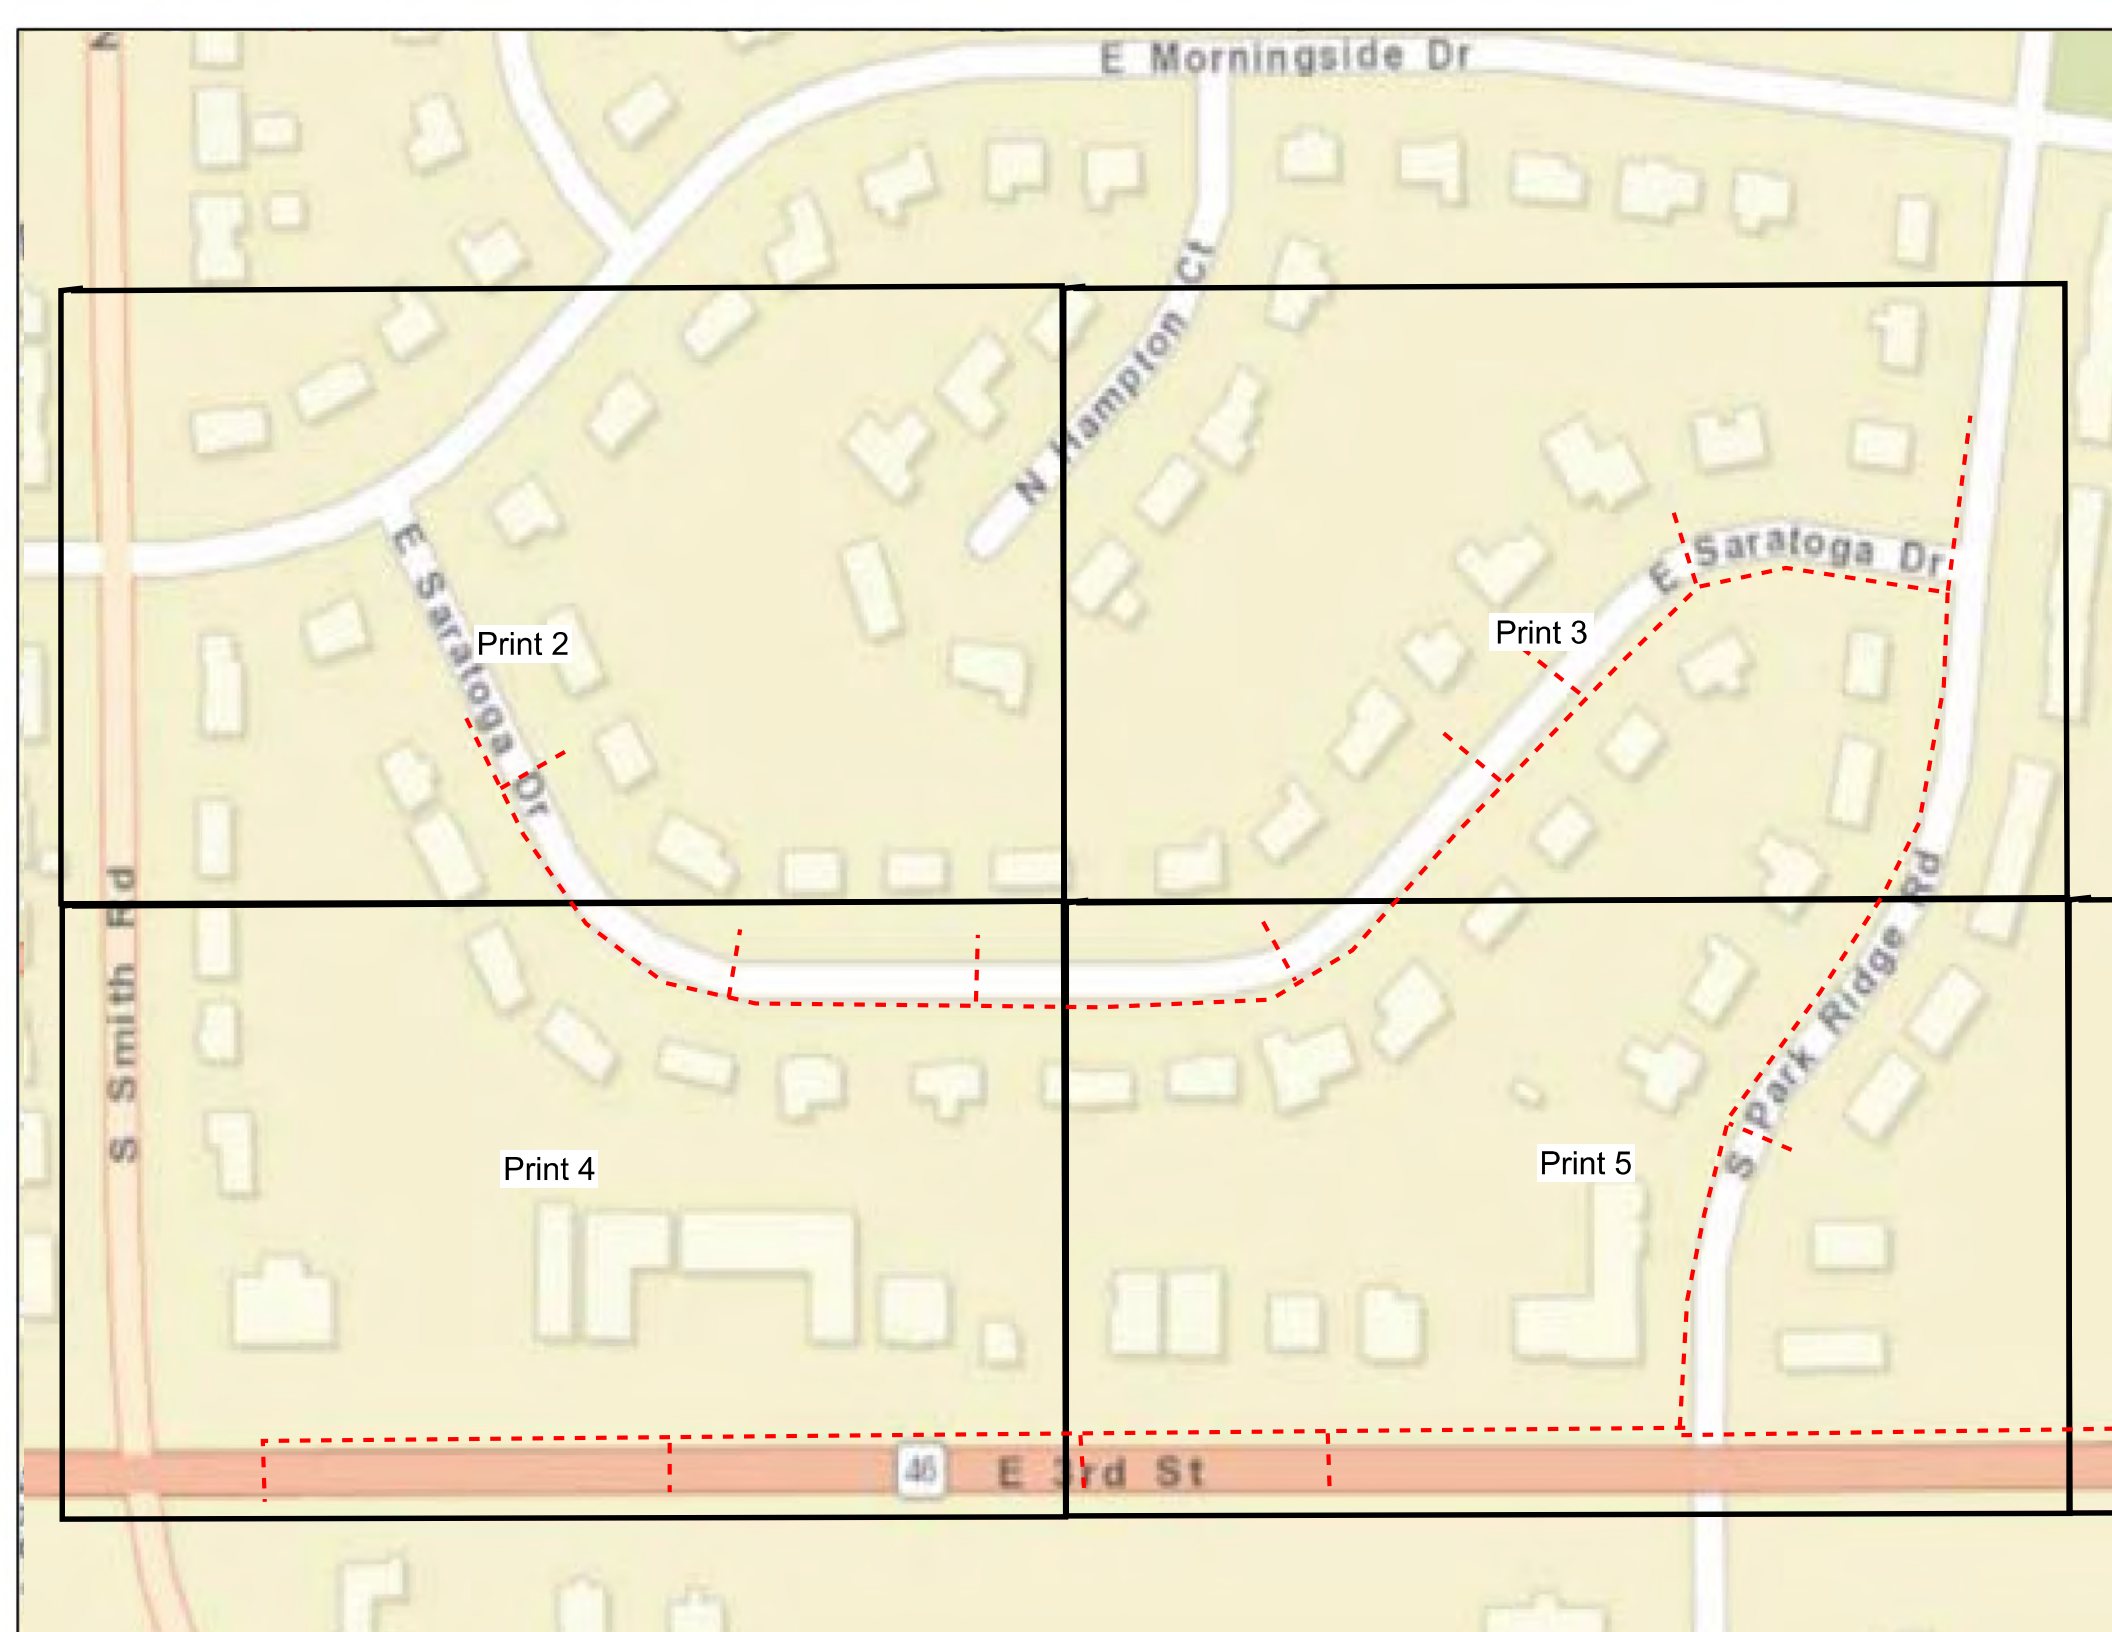 E Morningside Dr
N Hampton Ct
E Saratoga Dr
E Saratoga Dr
Print 2
Print 3
S Smith Rd
S Park Ridge Rd
Print 4
Print 5
46
E 3rd St